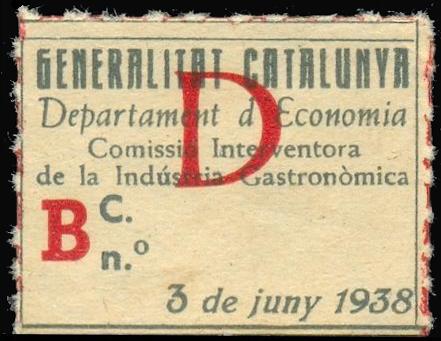 GENERALITAT CATALUNYA
D
Departament d'Economia
Comissió Interventora
de la Indústria Gastronòmica
B C.
n.º
3 de juny 1938